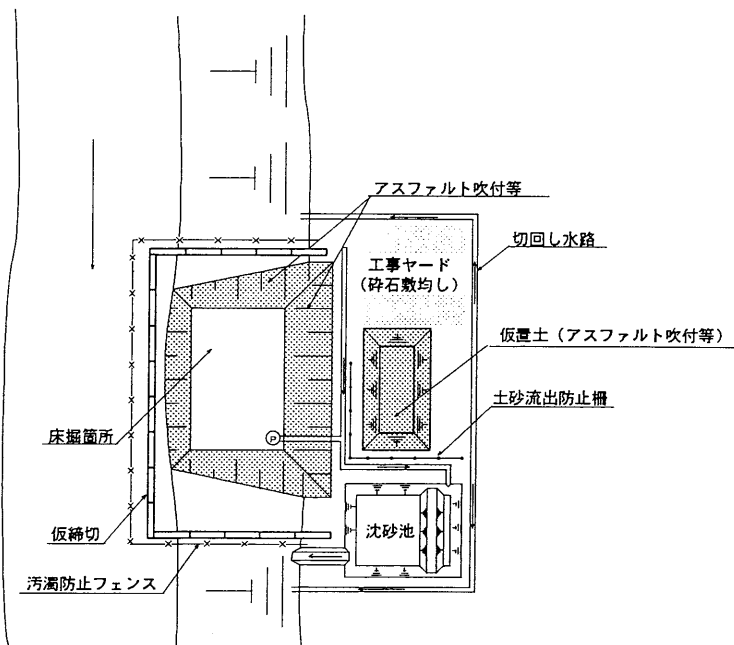 アスファルト吹付等
切回し水路
工事ヤード
（砕石敷均し）
仮置土（アスファルト吹付等）
土砂流出防止柵
床掘箇所
P
沈砂池
仮締切
汚濁防止フェンス